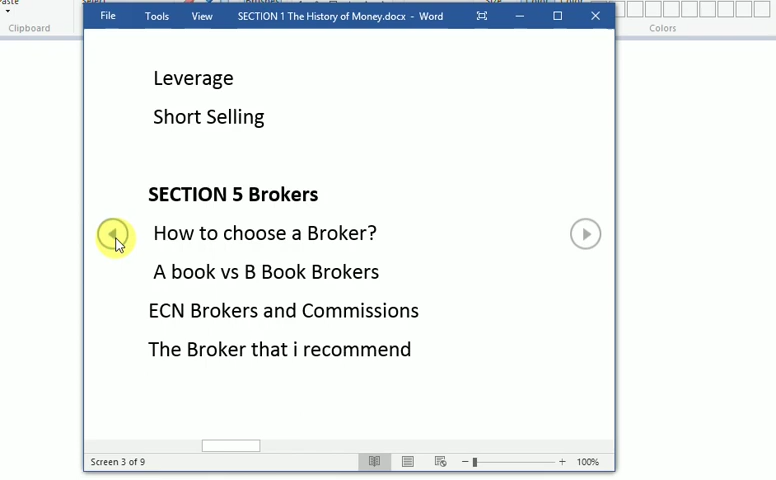 Clipboard
Colors
File Tools View SECTION 1 The History of Money.docx - Word
Leverage
Short Selling
SECTION 5 Brokers
How to choose a Broker?
A book vs B Book Brokers
ECN Brokers and Commissions
The Broker that i recommend
Screen 3 of 9
100%